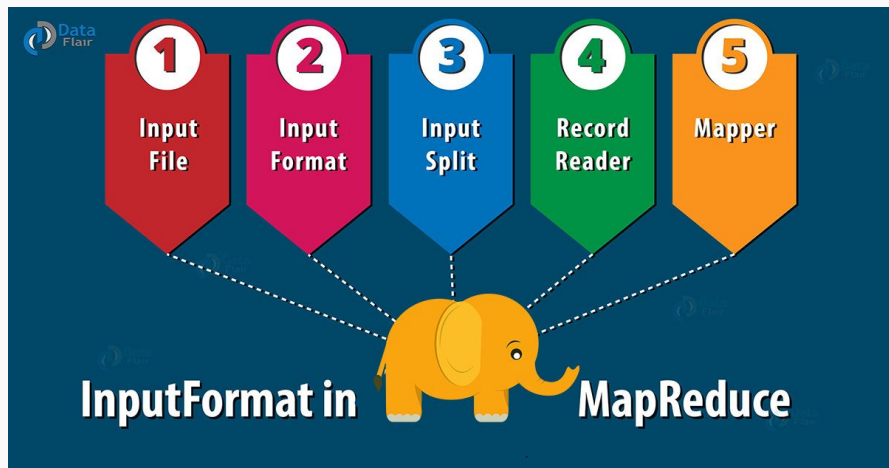 Data
Flair
1
2
3
4
5
Input
File
Input
Format
Input
Split
Record
Reader
Mapper
InputFormat in
MapReduce